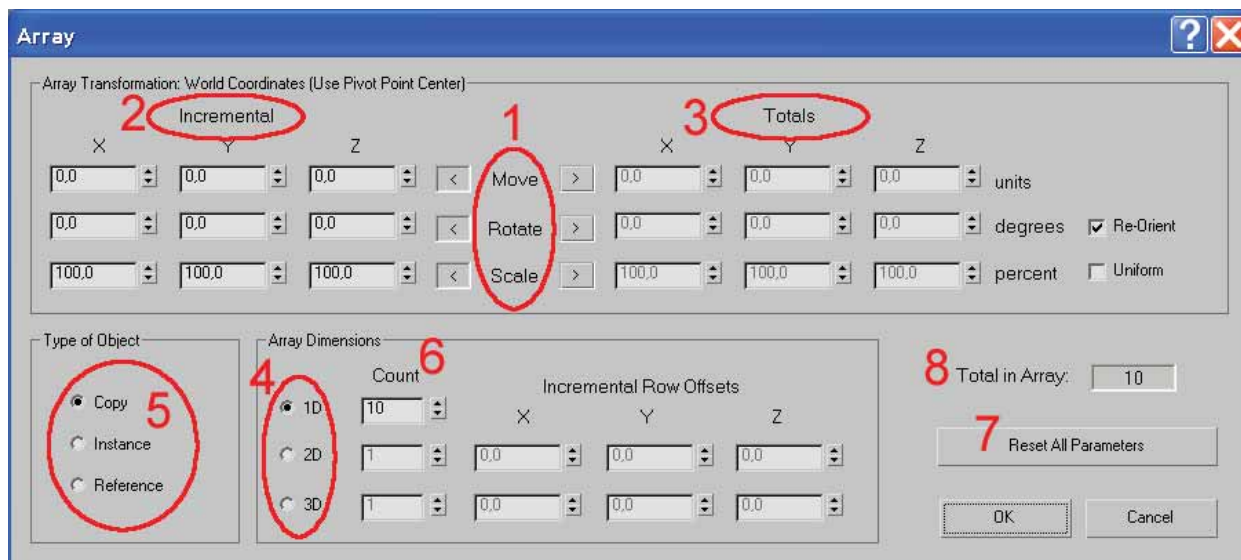 Array
Array Transformation: World Coordinates (Use Pivot Point Center)
2 Incremental 1 3 Totals
X Y Z X Y Z
0,0 0,0 0,0 < Move > 0,0 0,0 0,0 units
0,0 0,0 0,0 < Rotate > 0,0 0,0 0,0 degrees Re-Orient
100,0 100,0 100,0 < Scale > 100,0 100,0 100,0 percent Uniform
Type of Object
Copy 5
Instance
Reference
Array Dimensions
4 Count 6 Incremental Row Offsets
X Y Z
1D 10
2D 1 0,0 0,0 0,0
3D 1 0,0 0,0 0,0
8 Total in Array: 10
7 Reset All Parameters
OK Cancel